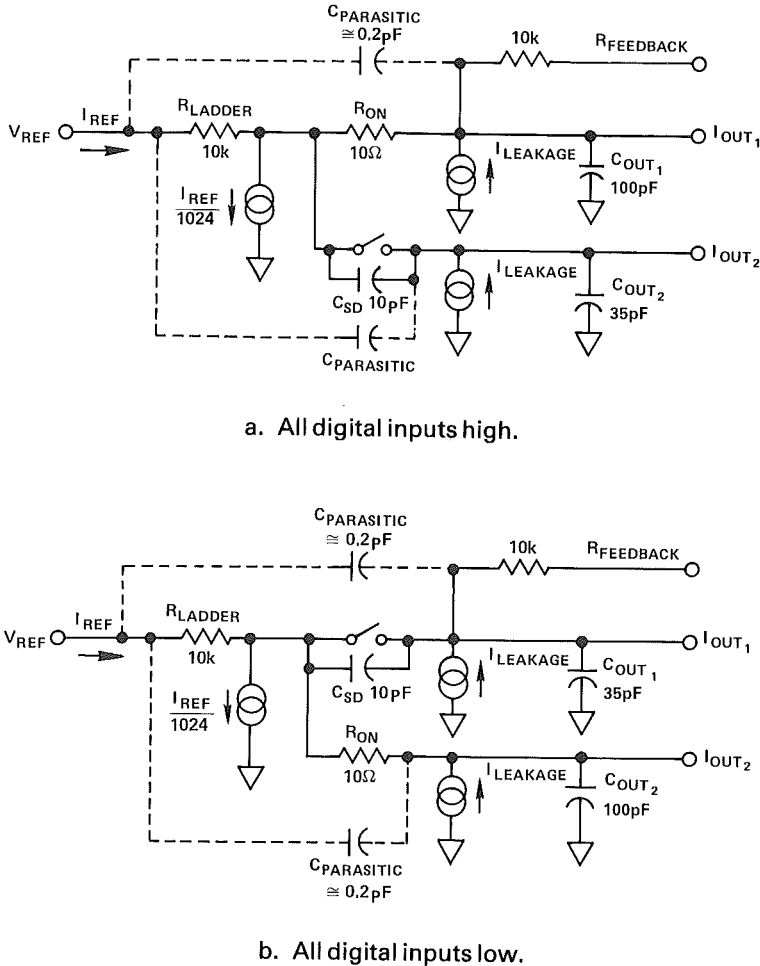 CPARASITIC
≅ 0.2pF
10k
RFEEDBACK
IREF
RLADDER
RON
VREF
IOUT1
10k
10Ω
ILEAKAGE
COUT1
100pF
IREF
1024
IOUT2
ILEAKAGE
COUT2
35pF
CSD 10pF
CPARASITIC
a. All digital inputs high.
CPARASITIC
≅ 0.2pF
10k
RFEEDBACK
IREF
RLADDER
VREF
IOUT1
10k
ILEAKAGE
COUT1
35pF
CSD 10pF
IREF
1024
RON
10Ω
IOUT2
ILEAKAGE
COUT2
100pF
CPARASITIC
≅ 0.2pF
b. All digital inputs low.